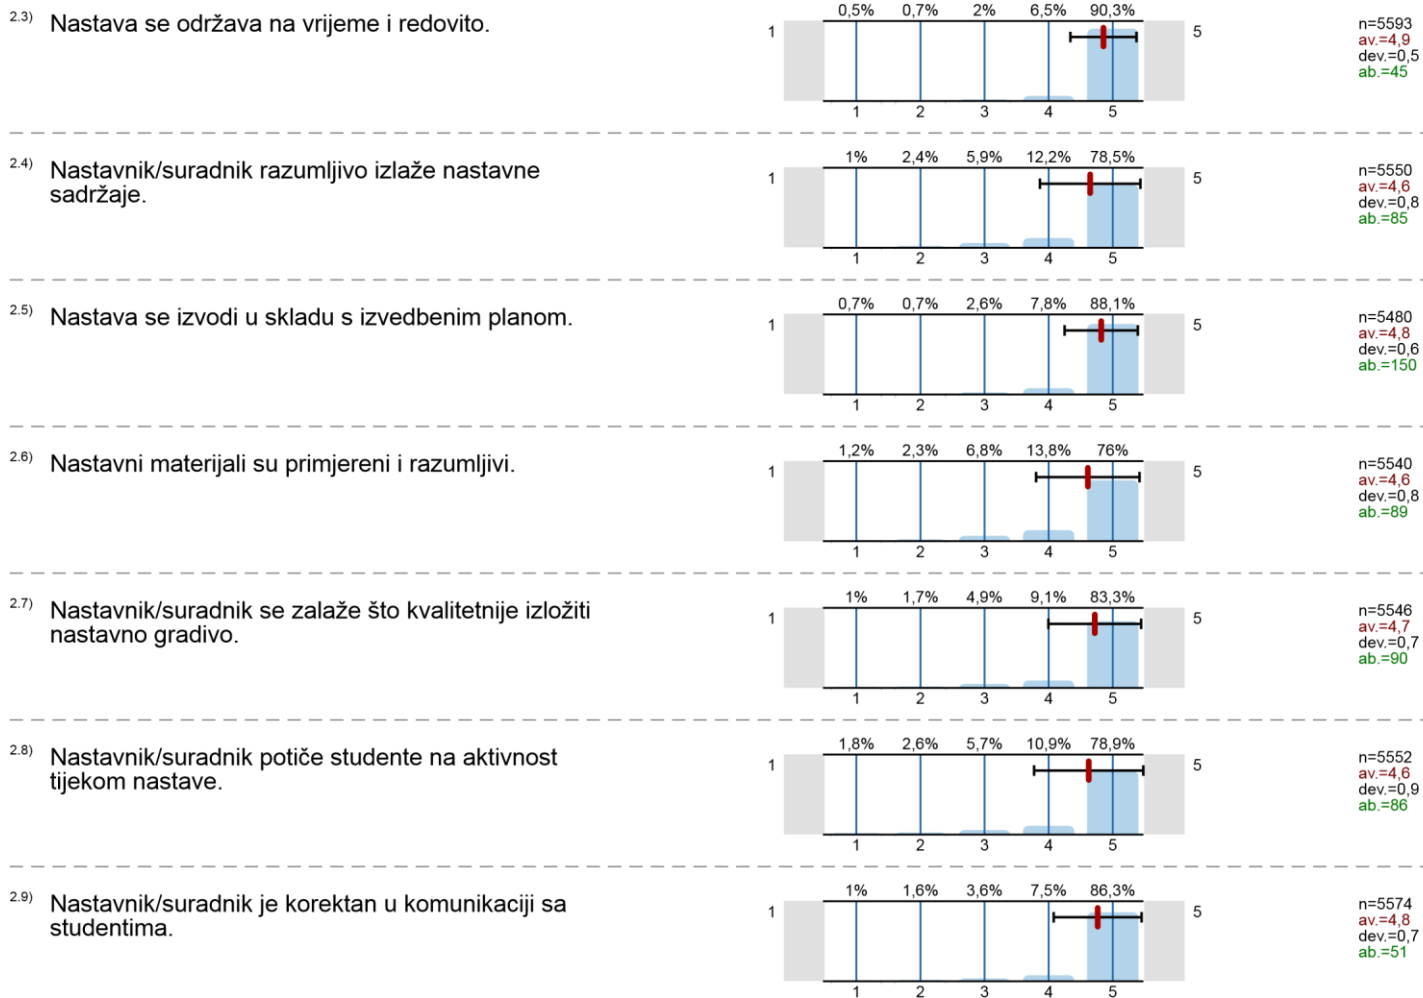 2.3) Nastava se održava na vrijeme i redovito.
0,5% 0,7% 2% 6,5% 90,3%
1 5
1 2 3 4 5
n=5593
av.=4,9
dev.=0,5
ab.=45
2.4) Nastavnik/suradnik razumljivo izlaže nastavne
sadržaje.
1% 2,4% 5,9% 12,2% 78,5%
1 5
1 2 3 4 5
n=5550
av.=4,6
dev.=0,8
ab.=85
2.5) Nastava se izvodi u skladu s izvedbenim planom.
0,7% 0,7% 2,6% 7,8% 88,1%
1 5
1 2 3 4 5
n=5480
av.=4,8
dev.=0,6
ab.=150
2.6) Nastavni materijali su primjereni i razumljivi.
1,2% 2,3% 6,8% 13,8% 76%
1 5
1 2 3 4 5
n=5540
av.=4,6
dev.=0,8
ab.=89
2.7) Nastavnik/suradnik se zalaže što kvalitetnije izložiti
nastavno gradivo.
1% 1,7% 4,9% 9,1% 83,3%
1 5
1 2 3 4 5
n=5546
av.=4,7
dev.=0,7
ab.=90
2.8) Nastavnik/suradnik potiče studente na aktivnost
tijekom nastave.
1,8% 2,6% 5,7% 10,9% 78,9%
1 5
1 2 3 4 5
n=5552
av.=4,6
dev.=0,9
ab.=86
2.9) Nastavnik/suradnik je korektan u komunikaciji sa
studentima.
1% 1,6% 3,6% 7,5% 86,3%
1 5
1 2 3 4 5
n=5574
av.=4,8
dev.=0,7
ab.=51